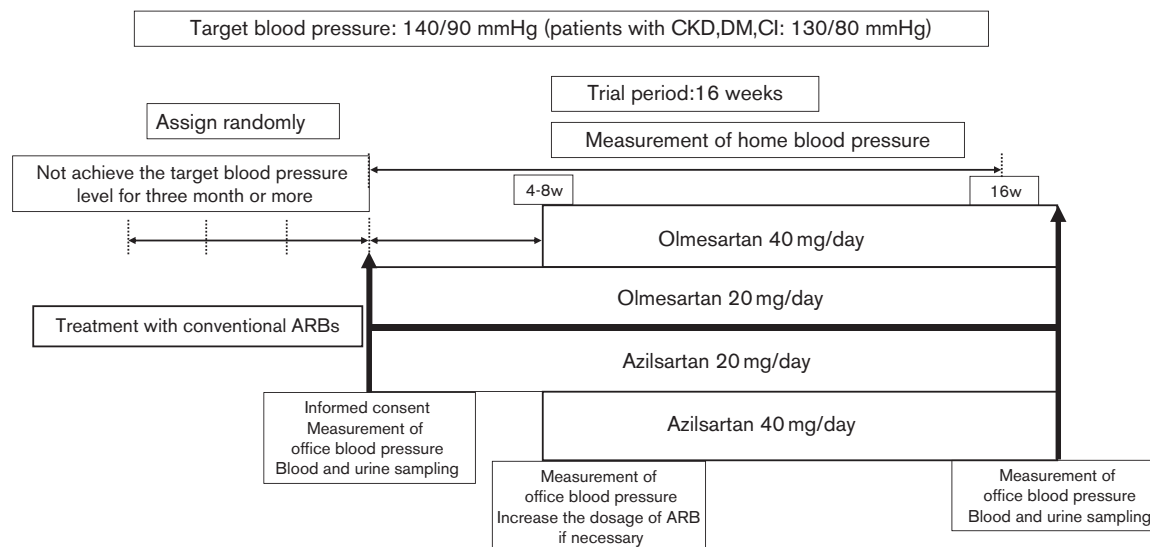 Target blood pressure: 140/90 mmHg (patients with CKD,DM,CI: 130/80 mmHg)
Trial period:16 weeks
Assign randomly
Measurement of home blood pressure
Not achieve the target blood pressure
level for three month or more
4-8w
16w
Olmesartan 40 mg/day
Olmesartan 20 mg/day
Treatment with conventional ARBs
Azilsartan 20 mg/day
Azilsartan 40 mg/day
Informed consent
Measurement of
office blood pressure
Blood and urine sampling
Measurement of
office blood pressure
Increase the dosage of ARB
if necessary
Measurement of
office blood pressure
Blood and urine sampling